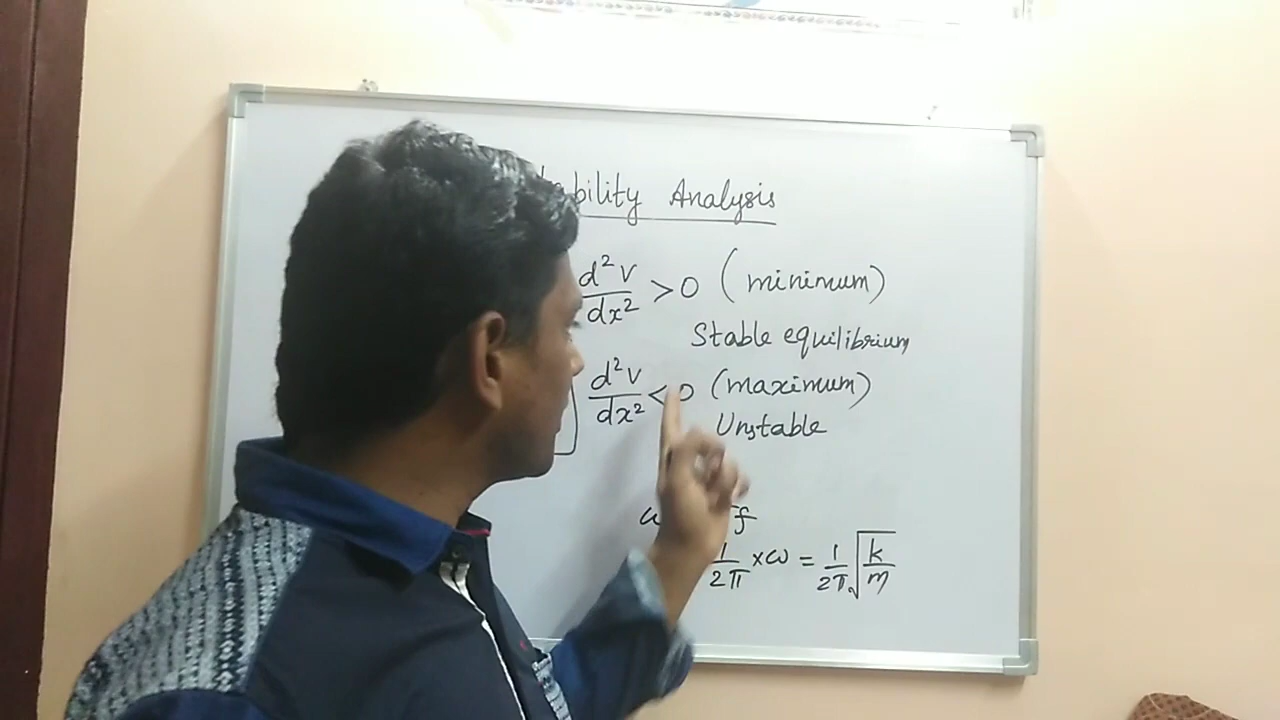 bility Analysis
d²V/dx² > 0 (minimum)
Stable equilibrium
d²V/dx² < 0 (maximum)
Unstable
1/2π × ω = 1/2π √k/m